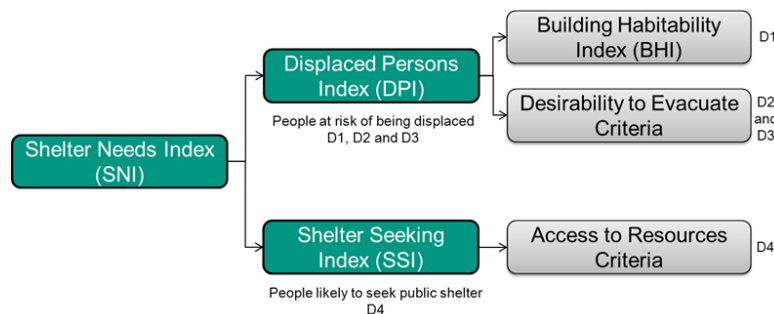 Building Habitability
Index (BHI)
D1
Displaced Persons
Index (DPI)
People at risk of being displaced
D1, D2 and D3
Desirability to Evacuate
Criteria
D2
and
D3
Shelter Needs Index
(SNI)
Shelter Seeking
Index (SSI)
People likely to seek public shelter
D4
Access to Resources
Criteria
D4